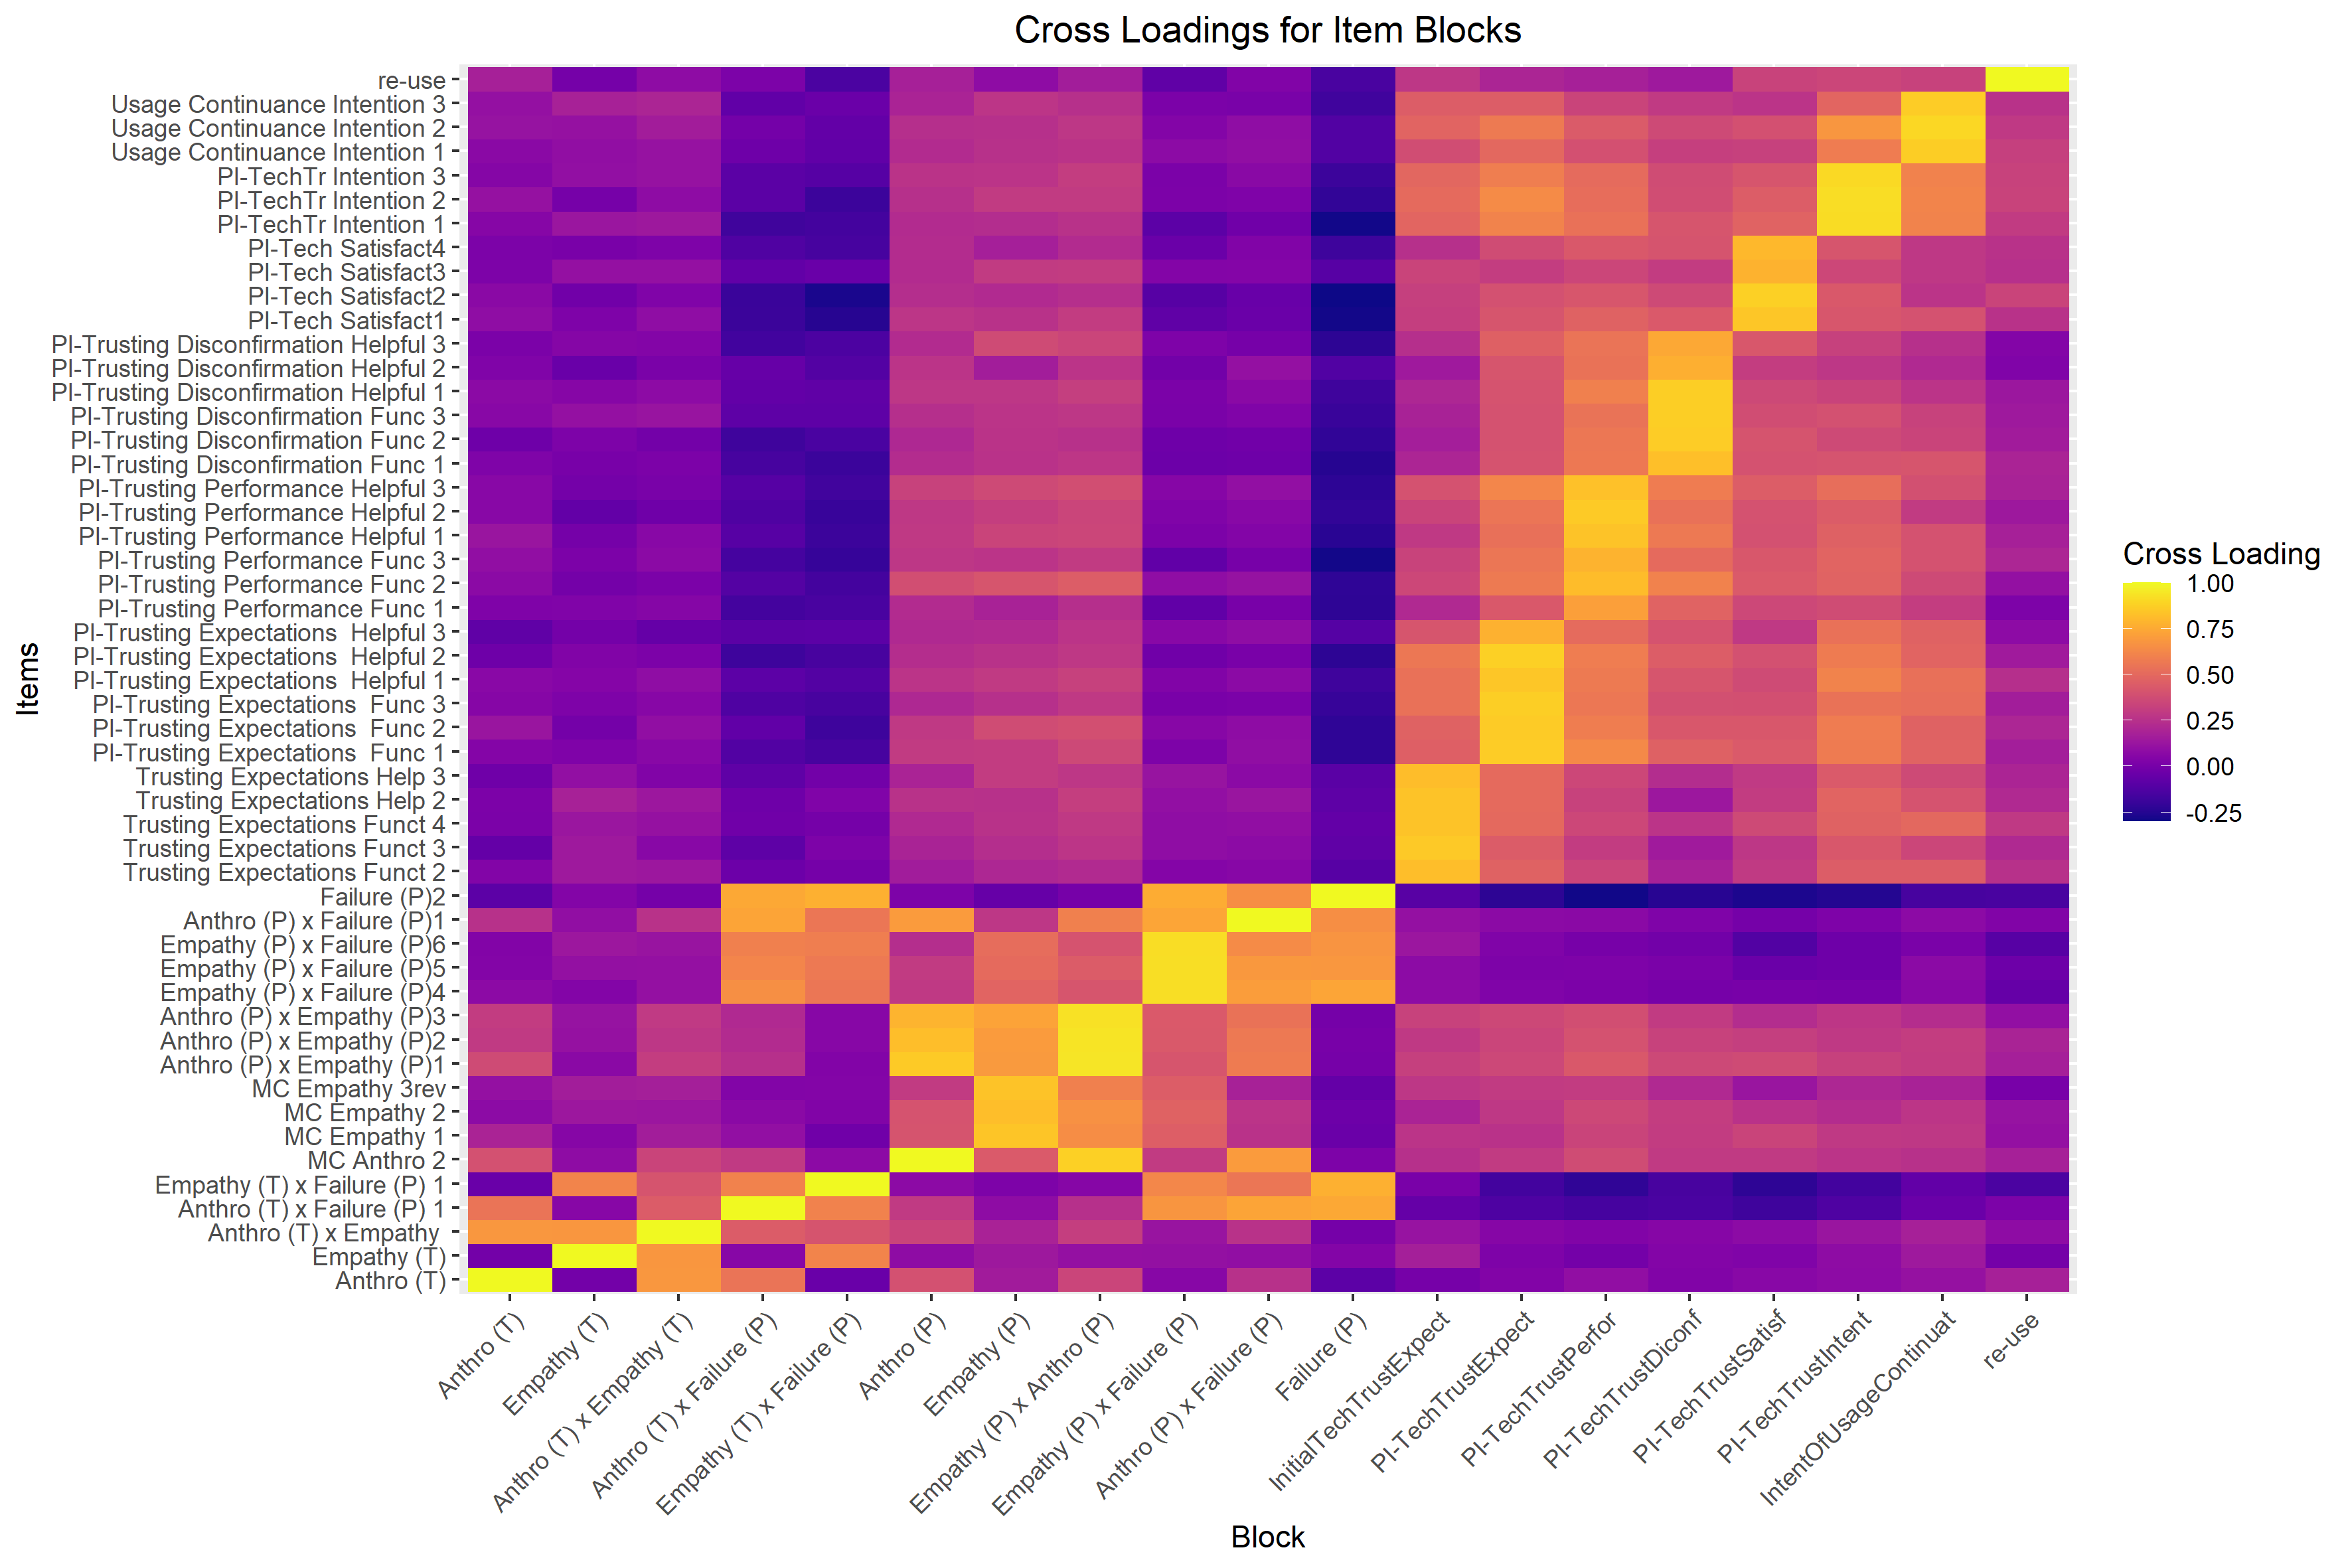 Cross Loadings for Item Blocks
Items
re-use
Usage Continuance Intention 3
Usage Continuance Intention 2
Usage Continuance Intention 1
PI-TechTr Intention 3
PI-TechTr Intention 2
PI-TechTr Intention 1
PI-Tech Satisfact4
PI-Tech Satisfact3
PI-Tech Satisfact2
PI-Tech Satisfact1
PI-Trusting Disconfirmation Helpful 3
PI-Trusting Disconfirmation Helpful 2
PI-Trusting Disconfirmation Helpful 1
PI-Trusting Disconfirmation Func 3
PI-Trusting Disconfirmation Func 2
PI-Trusting Disconfirmation Func 1
PI-Trusting Performance Helpful 3
PI-Trusting Performance Helpful 2
PI-Trusting Performance Helpful 1
PI-Trusting Performance Func 3
PI-Trusting Performance Func 2
PI-Trusting Performance Func 1
PI-Trusting Expectations  Helpful 3
PI-Trusting Expectations  Helpful 2
PI-Trusting Expectations  Helpful 1
PI-Trusting Expectations  Func 3
PI-Trusting Expectations  Func 2
PI-Trusting Expectations  Func 1
Trusting Expectations Help 3
Trusting Expectations Help 2
Trusting Expectations Funct 4
Trusting Expectations Funct 3
Trusting Expectations Funct 2
Failure (P)2
Anthro (P) x Failure (P)1
Empathy (P) x Failure (P)6
Empathy (P) x Failure (P)5
Empathy (P) x Failure (P)4
Anthro (P) x Empathy (P)3
Anthro (P) x Empathy (P)2
Anthro (P) x Empathy (P)1
MC Empathy 3rev
MC Empathy 2
MC Empathy 1
MC Anthro 2
Empathy (T) x Failure (P) 1
Anthro (T) x Failure (P) 1
Anthro (T) x Empathy
Empathy (T)
Anthro (T)
Anthro (T)
Empathy (T)
Anthro (T) x Empathy (T)
Anthro (T) x Failure (P)
Empathy (T) x Failure (P)
Anthro (P)
Empathy (P)
Empathy (P) x Anthro (P)
Empathy (P) x Failure (P)
Anthro (P) x Failure (P)
Failure (P)
InitialTechTrustExpect
PI-TechTrustExpect
PI-TechTrustPerfor
PI-TechTrustDiconf
PI-TechTrustSatisf
PI-TechTrustIntent
IntentOfUsageContinuat
re-use
Block
Cross Loading
1.00
0.75
0.50
0.25
0.00
-0.25